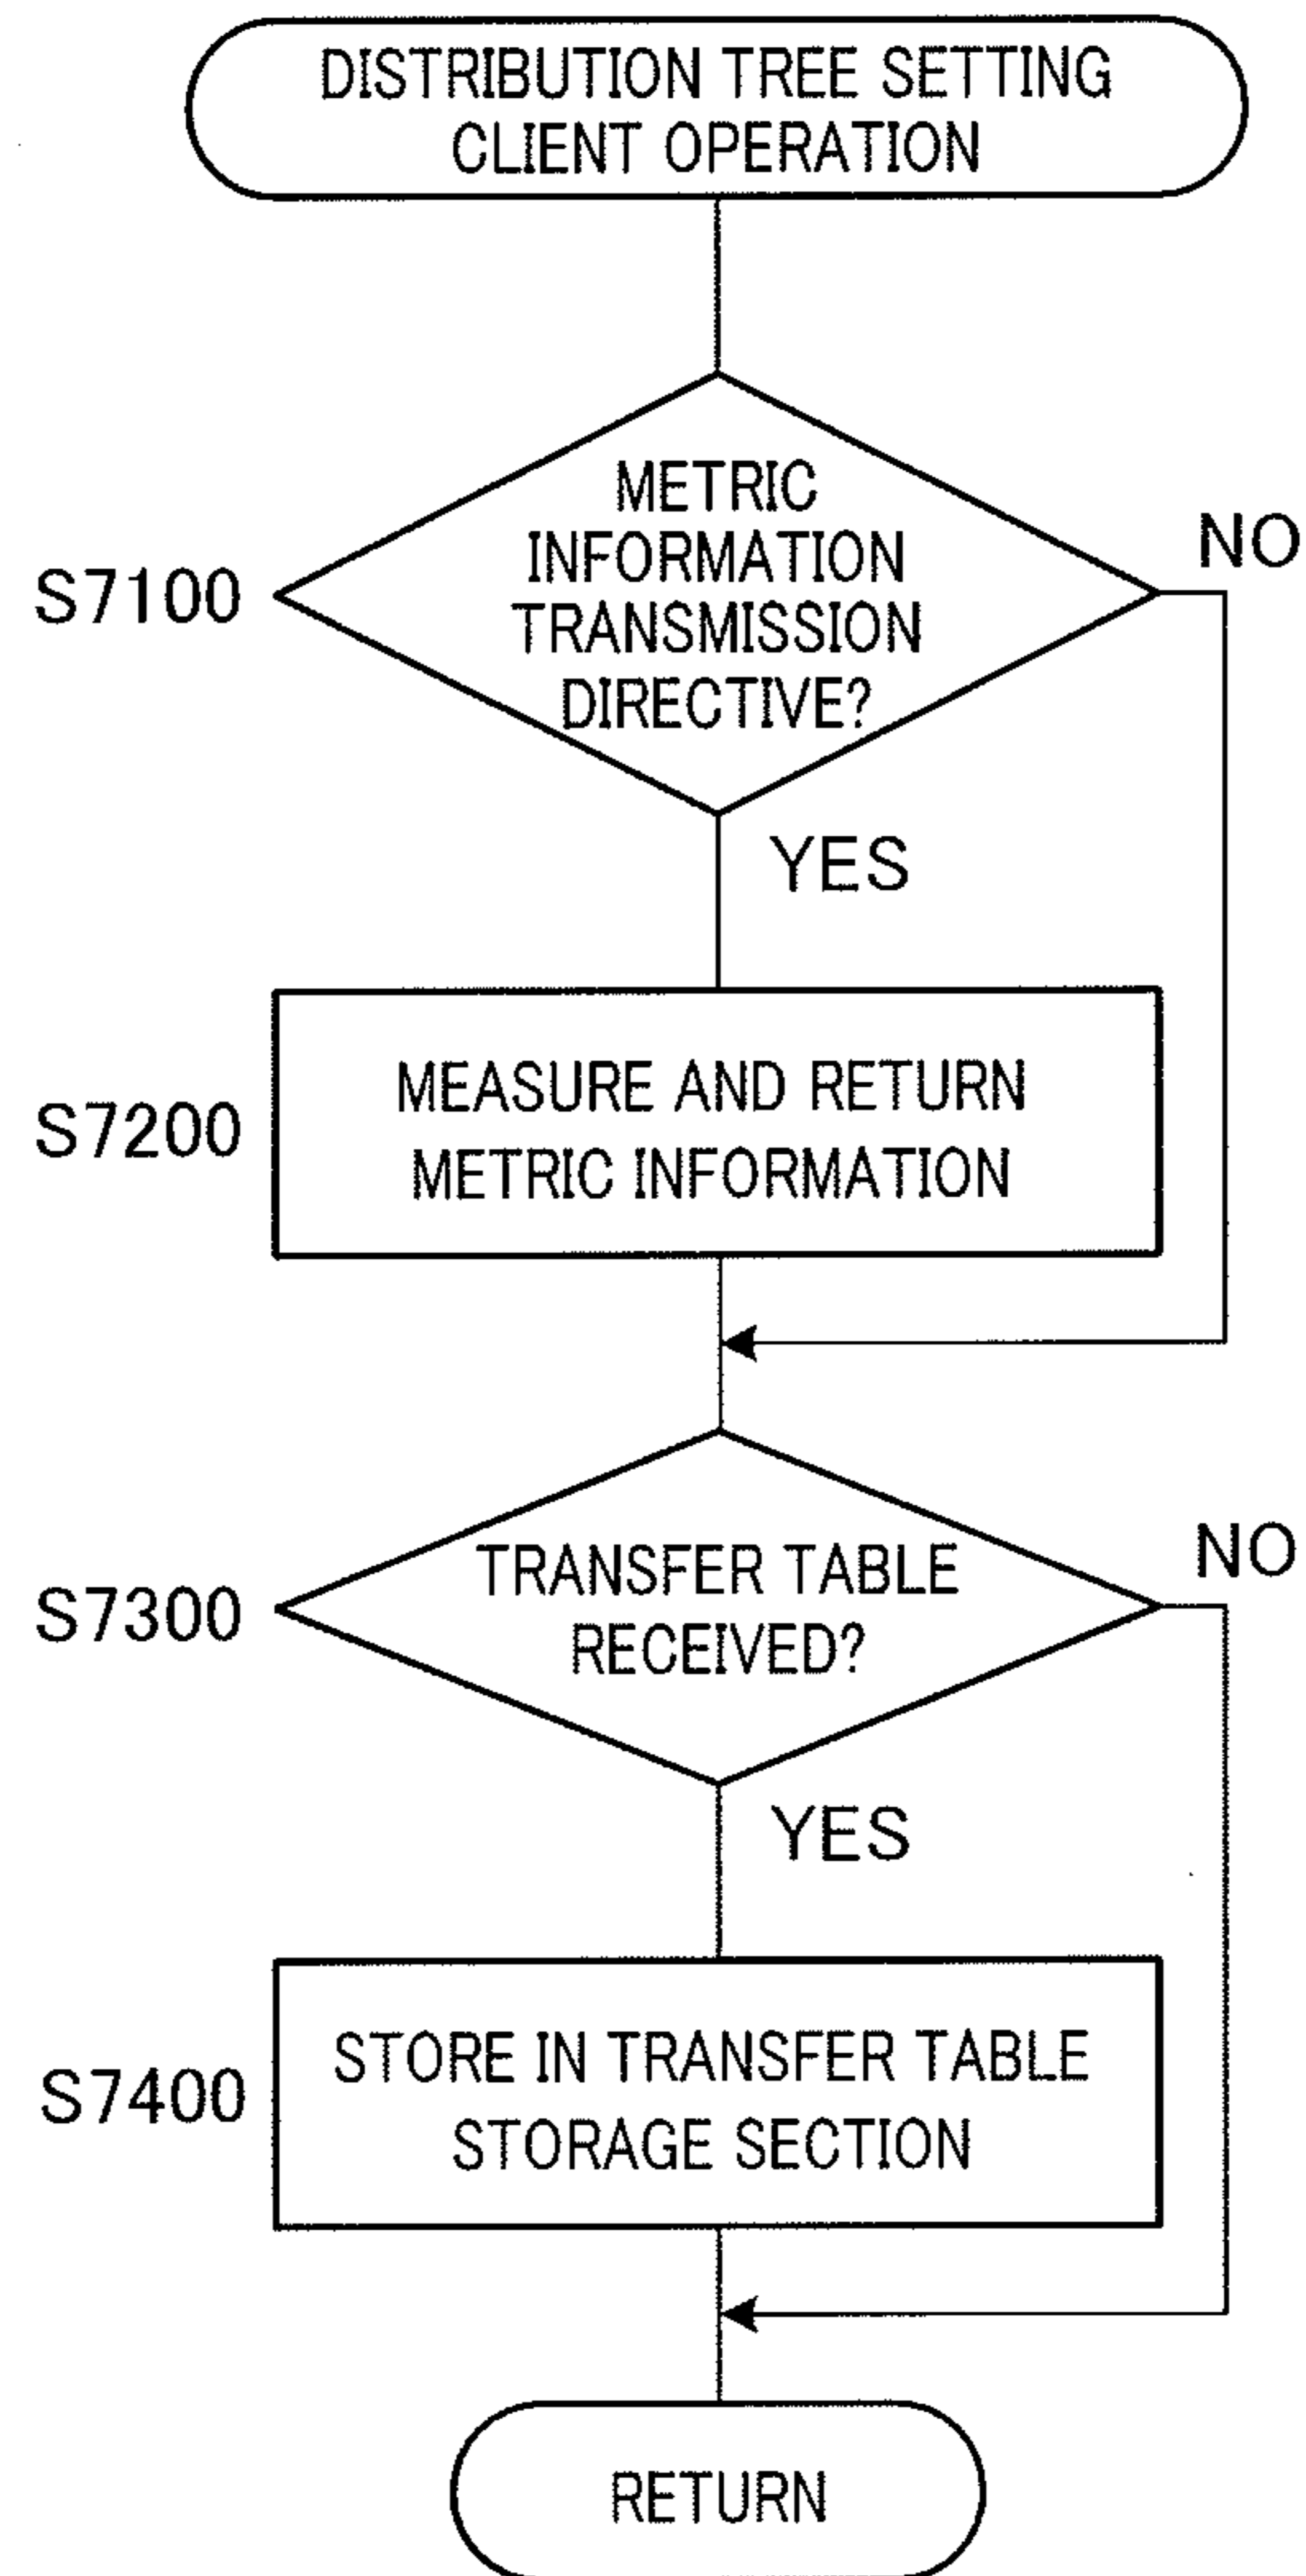 DISTRIBUTION TREE SETTING
CLIENT OPERATION
METRIC
INFORMATION
TRANSMISSION
DIRECTIVE?
NO
S7100
YES
MEASURE AND RETURN
METRIC INFORMATION
S7200
TRANSFER TABLE
RECEIVED?
NO
S7300
YES
STORE IN TRANSFER TABLE
STORAGE SECTION
S7400
RETURN